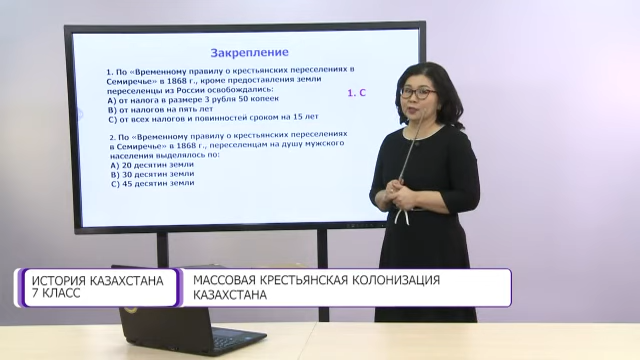 Закрепление
1. По «Временному правилу о крестьянских переселениях в
Семиречье» в 1868 г., кроме предоставления земли
переселенцы из России освобождались:
A) от налога в размере 3 рубля 50 копеек
B) от налогов на пять лет
C) от всех налогов и повинностей сроком на 15 лет
1. C
2. По «Временному правилу о крестьянских переселениях
в Семиречье» в 1868 г., переселенцам на душу мужского
населения выделялось по:
A) 20 десятин земли
B) 30 десятин земли
C) 45 десятин земли
ИСТОРИЯ КАЗАХСТАНА
7 КЛАСС
МАССОВАЯ КРЕСТЬЯНСКАЯ КОЛОНИЗАЦИЯ
КАЗАХСТАНА